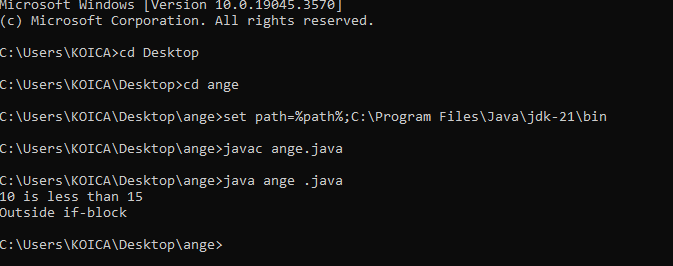 Microsoft Windows [Version 10.0.19045.3570]
(c) Microsoft Corporation. All rights reserved.
C:\Users\KOICA>cd Desktop
C:\Users\KOICA\Desktop>cd ange
C:\Users\KOICA\Desktop\ange>set path=%path%;C:\Program Files\Java\jdk-21\bin
C:\Users\KOICA\Desktop\ange>javac ange.java
C:\Users\KOICA\Desktop\ange>java ange .java
10 is less than 15
Outside if-block
C:\Users\KOICA\Desktop\ange>